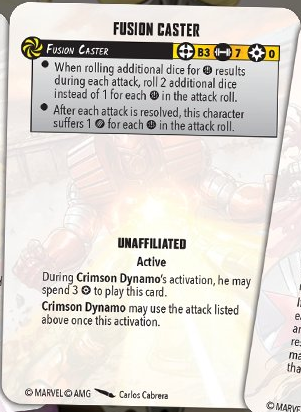 FUSION CASTER
FUSION CASTER B3 7 0
• When rolling additional dice for results
during each attack, roll 2 additional dice
instead of 1 for each in the attack roll.
• After each attack is resolved, this character
suffers 1 for each in the attack roll.
UNAFFILIATED
Active
During Crimson Dynamo's activation, he may
spend 3 to play this card.
Crimson Dynamo may use the attack listed
above once this activation.
© MARVEL © AMG Carlos Cabrera
© MARVEL